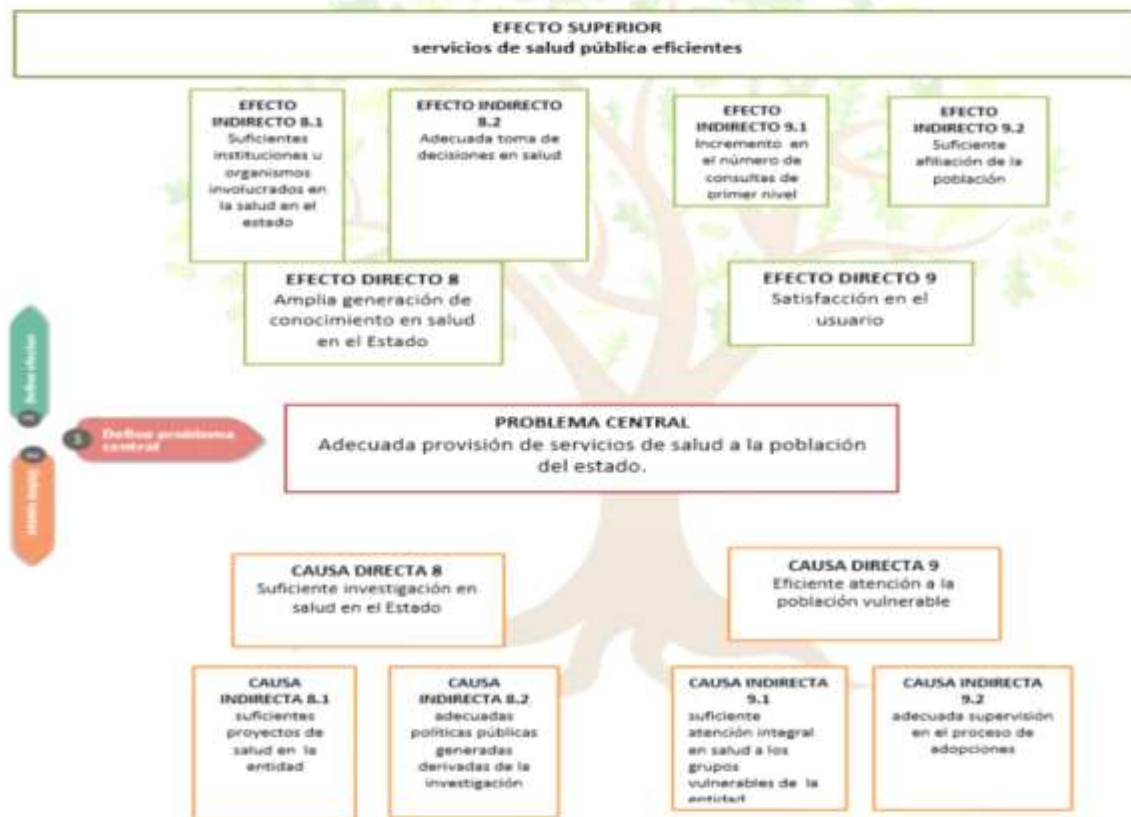 EFECTO SUPERIOR
servicios de salud pública eficientes
EFECTO
INDIRECTO 8.1
Suficientes
instituciones u
organismos
involucrados en
la salud en el
estado
EFECTO INDIRECTO
8.2
Adecuada toma de
decisiones en salud
EFECTO
INDIRECTO 9.1
Incremento en
el número de
consultas de
primer nivel
EFECTO
INDIRECTO 9.2
Suficiente
afiliación de la
población
EFECTO DIRECTO 8
Amplia generación de
conocimiento en salud
en el Estado
EFECTO DIRECTO 9
Satisfacción en el
usuario
Define efectos
Define problema
central
PROBLEMA CENTRAL
Adecuada provisión de servicios de salud a la población
del estado.
CAUSA DIRECTA 8
Suficiente investigación en
salud en el Estado
CAUSA DIRECTA 9
Eficiente atención a la
población vulnerable
CAUSA
INDIRECTA 8.1
suficientes
proyectos de
salud en la
entidad
CAUSA
INDIRECTA 8.2
adecuadas
políticas públicas
generadas
derivadas de la
investigación
CAUSA INDIRECTA
9.1
suficiente
atención integral
en salud a los
grupos
vulnerables de la
entidad
CAUSA INDIRECTA
9.2
adecuada supervisión
en el proceso de
adopciones